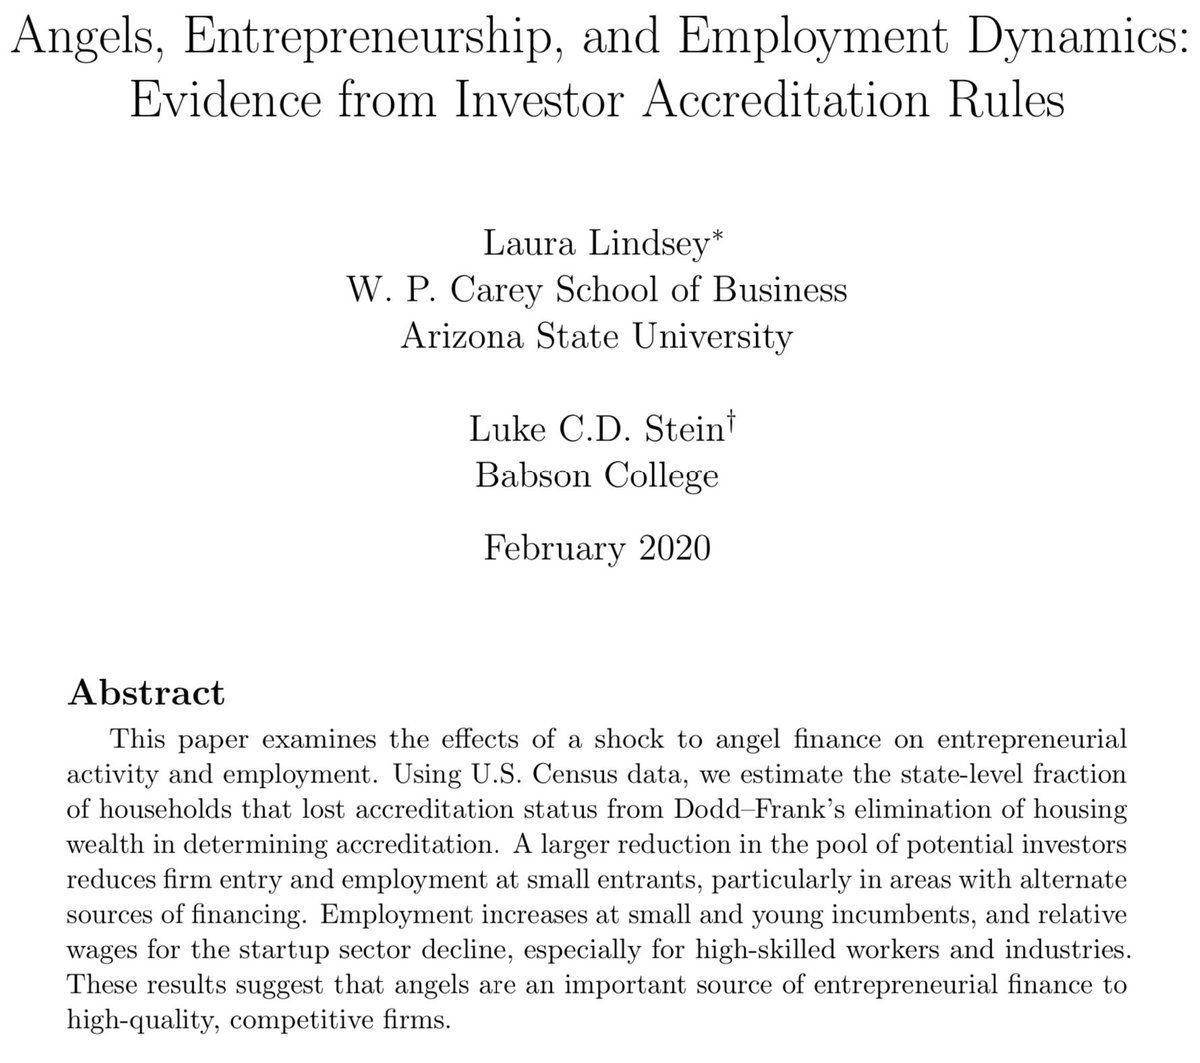 Angels, Entrepreneurship, and Employment Dynamics:
Evidence from Investor Accreditation Rules
Laura Lindsey*
W. P. Carey School of Business
Arizona State University
Luke C.D. Stein†
Babson College
February 2020
Abstract
This paper examines the effects of a shock to angel finance on entrepreneurial
activity and employment. Using U.S. Census data, we estimate the state-level fraction
of households that lost accreditation status from Dodd–Frank's elimination of housing
wealth in determining accreditation. A larger reduction in the pool of potential investors
reduces firm entry and employment at small entrants, particularly in areas with alternate
sources of financing. Employment increases at small and young incumbents, and relative
wages for the startup sector decline, especially for high-skilled workers and industries.
These results suggest that angels are an important source of entrepreneurial finance to
high-quality, competitive firms.